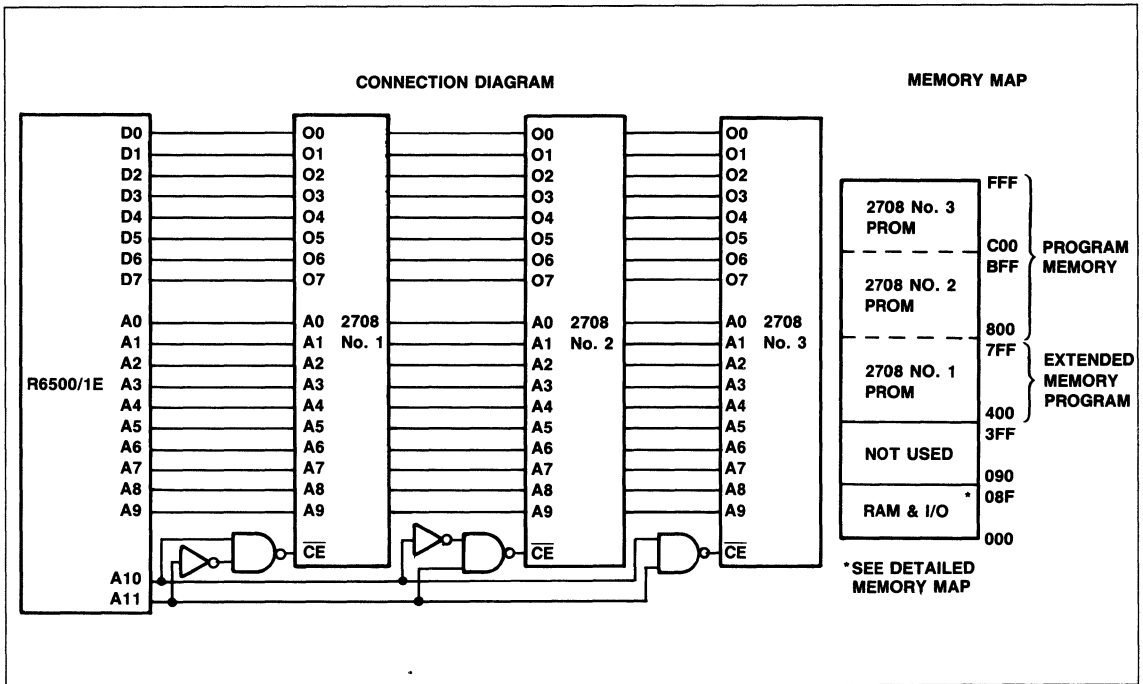 CONNECTION DIAGRAM
R6500/1E
D0
D1
D2
D3
D4
D5
D6
D7
A0
A1
A2
A3
A4
A5
A6
A7
A8
A9
A10
A11
O0
O1
O2
O3
O4
O5
O6
O7
A0 2708
A1 No. 1
A2
A3
A4
A5
A6
A7
A8
A9
CE
O0
O1
O2
O3
O4
O5
O6
O7
A0 2708
A1 No. 2
A2
A3
A4
A5
A6
A7
A8
A9
CE
O0
O1
O2
O3
O4
O5
O6
O7
A0 2708
A1 No. 3
A2
A3
A4
A5
A6
A7
A8
A9
CE
MEMORY MAP
FFF
2708 No. 3
PROM
C00
BFF
2708 NO. 2
PROM
800
PROGRAM
MEMORY
7FF
2708 NO. 1
PROM
400
EXTENDED
MEMORY
PROGRAM
3FF
NOT USED
090
* 08F
RAM & I/O
000
*SEE DETAILED
MEMORY MAP